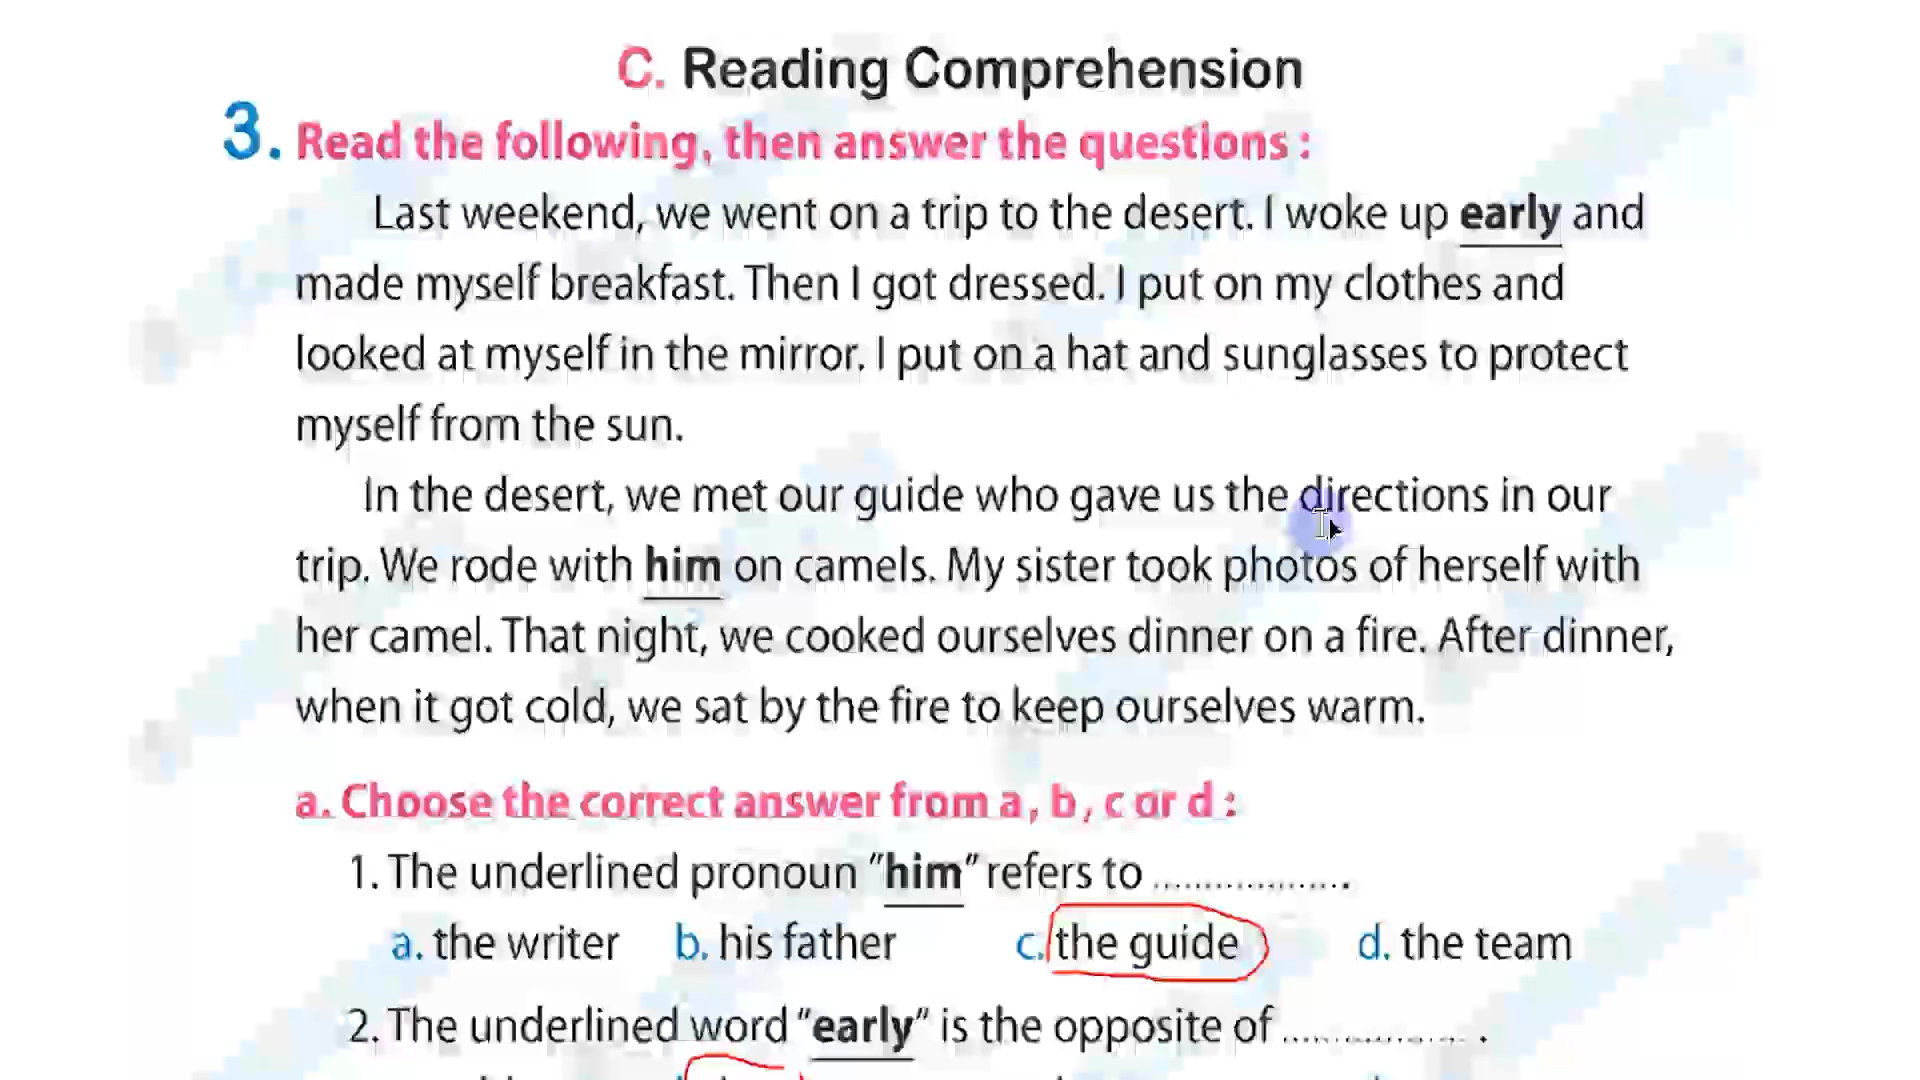 C. Reading Comprehension
3. Read the following, then answer the questions :
Last weekend, we went on a trip to the desert. I woke up early and
made myself breakfast. Then I got dressed. I put on my clothes and
looked at myself in the mirror. I put on a hat and sunglasses to protect
myself from the sun.
In the desert, we met our guide who gave us the directions in our
trip. We rode with him on camels. My sister took photos of herself with
her camel. That night, we cooked ourselves dinner on a fire. After dinner,
when it got cold, we sat by the fire to keep ourselves warm.
a. Choose the correct answer from a , b , c or d :
1. The underlined pronoun "him" refers to ................... .
a. the writer b. his father c. the guide d. the team
2. The underlined word "early" is the opposite of ................... .